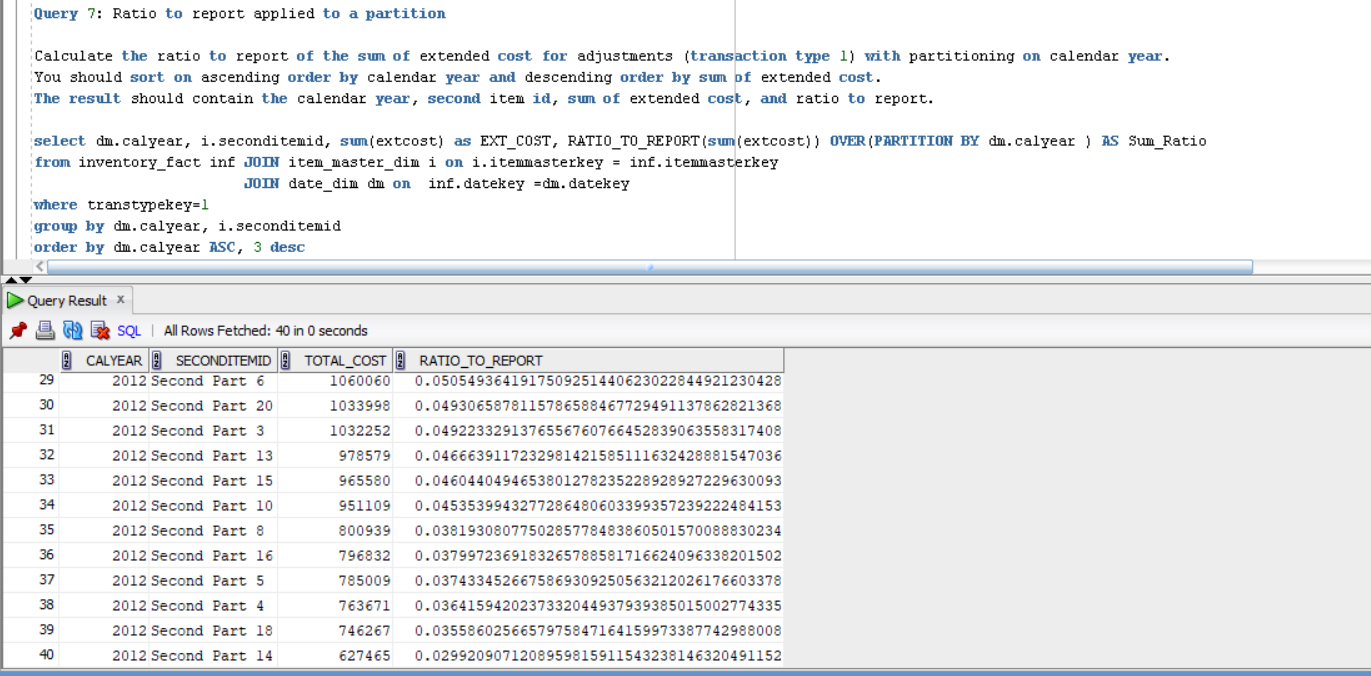 Query 7: Ratio to report applied to a partition
Calculate the ratio to report of the sum of extended cost for adjustments (transaction type 1) with partitioning on calendar year.
You should sort on ascending order by calendar year and descending order by sum of extended cost.
The result should contain the calendar year, second item id, sum of extended cost, and ratio to report.
select dm.calyear, i.seconditemid, sum(extcost) as EXT_COST, RATIO_TO_REPORT(sum(extcost)) OVER(PARTITION BY dm.calyear ) AS Sum_Ratio
from inventory_fact inf JOIN item_master_dim i on i.itemmasterkey = inf.itemmasterkey
JOIN date_dim dm on  inf.datekey =dm.datekey
where transtypekey=1
group by dm.calyear, i.seconditemid
order by dm.calyear ASC, 3 desc
Query Result x
SQL | All Rows Fetched: 40 in 0 seconds
CALYEAR SECONDITEMID TOTAL_COST RATIO_TO_REPORT
29 2012 Second Part 6 1060060 0.0505493641917509251440623022844921230428
30 2012 Second Part 20 1033998 0.0493065878115786588467729491137862821368
31 2012 Second Part 3 1032252 0.0492233291376556760766452839063558317408
32 2012 Second Part 13 978579 0.0466639117232981421585111632428881547036
33 2012 Second Part 15 965580 0.0460440494653801278235228928927229630093
34 2012 Second Part 10 951109 0.0453539943277286480603399357239222484153
35 2012 Second Part 8 800939 0.0381930807750285778483860501570088830234
36 2012 Second Part 16 796832 0.0379972369183265788581716624096338201502
37 2012 Second Part 5 785009 0.0374334526675869309250563212026176603378
38 2012 Second Part 4 763671 0.0364159420237332044937939385015002774335
39 2012 Second Part 18 746267 0.0355860256657975847164159973387742988008
40 2012 Second Part 14 627465 0.0299209071208959815911543238146320491152